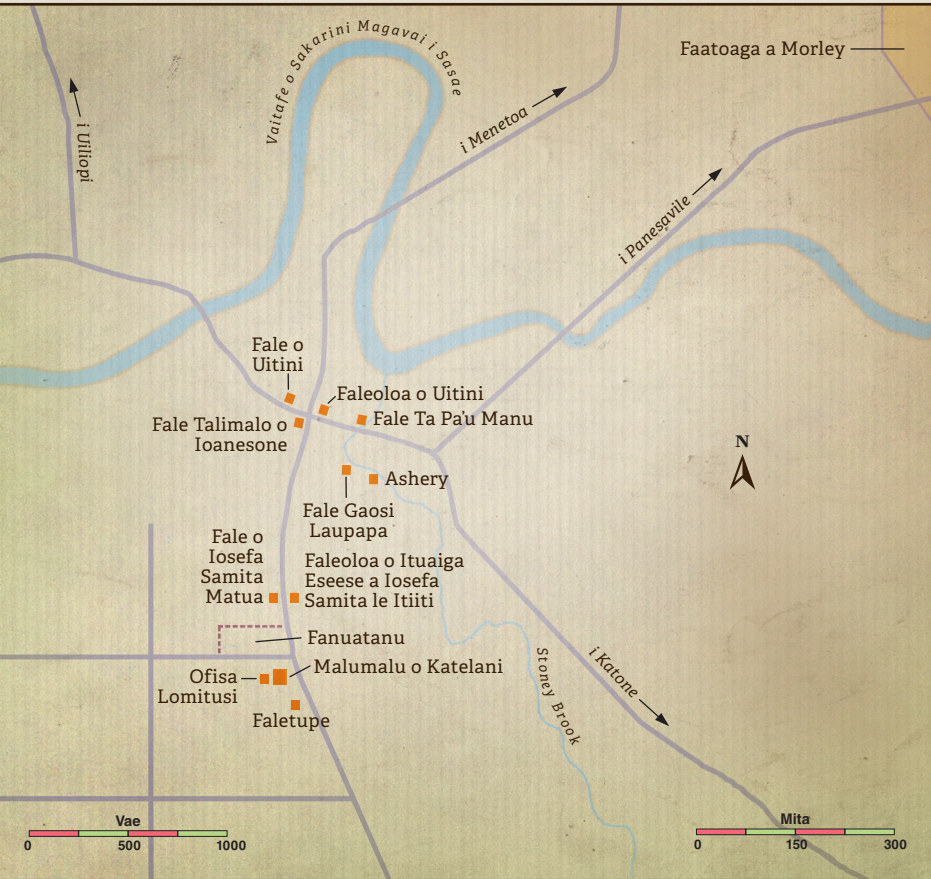 Vaitafe o Sakarini Magavai i Sasae
Faatoaga a Morley
i Uiliopi
i Menetoa
i Panesavile
Fale o
Uitini
Faleoloa o Uitini
Fale Talimalo o
Ioanesone
Fale Ta Pa'u Manu
N
Ashery
Fale Gaosi
Laupapa
Fale o
Iosefa
Samita
Matua
Faleoloa o Ituaiga
Eseese a Iosefa
Samita le Itiiti
Fanuatanu
Malumalu o Katelani
Ofisa
Lomitusi
Faletupe
Stoney Brook
i Katone
Vae
0 500 1000
Mita
0 150 300